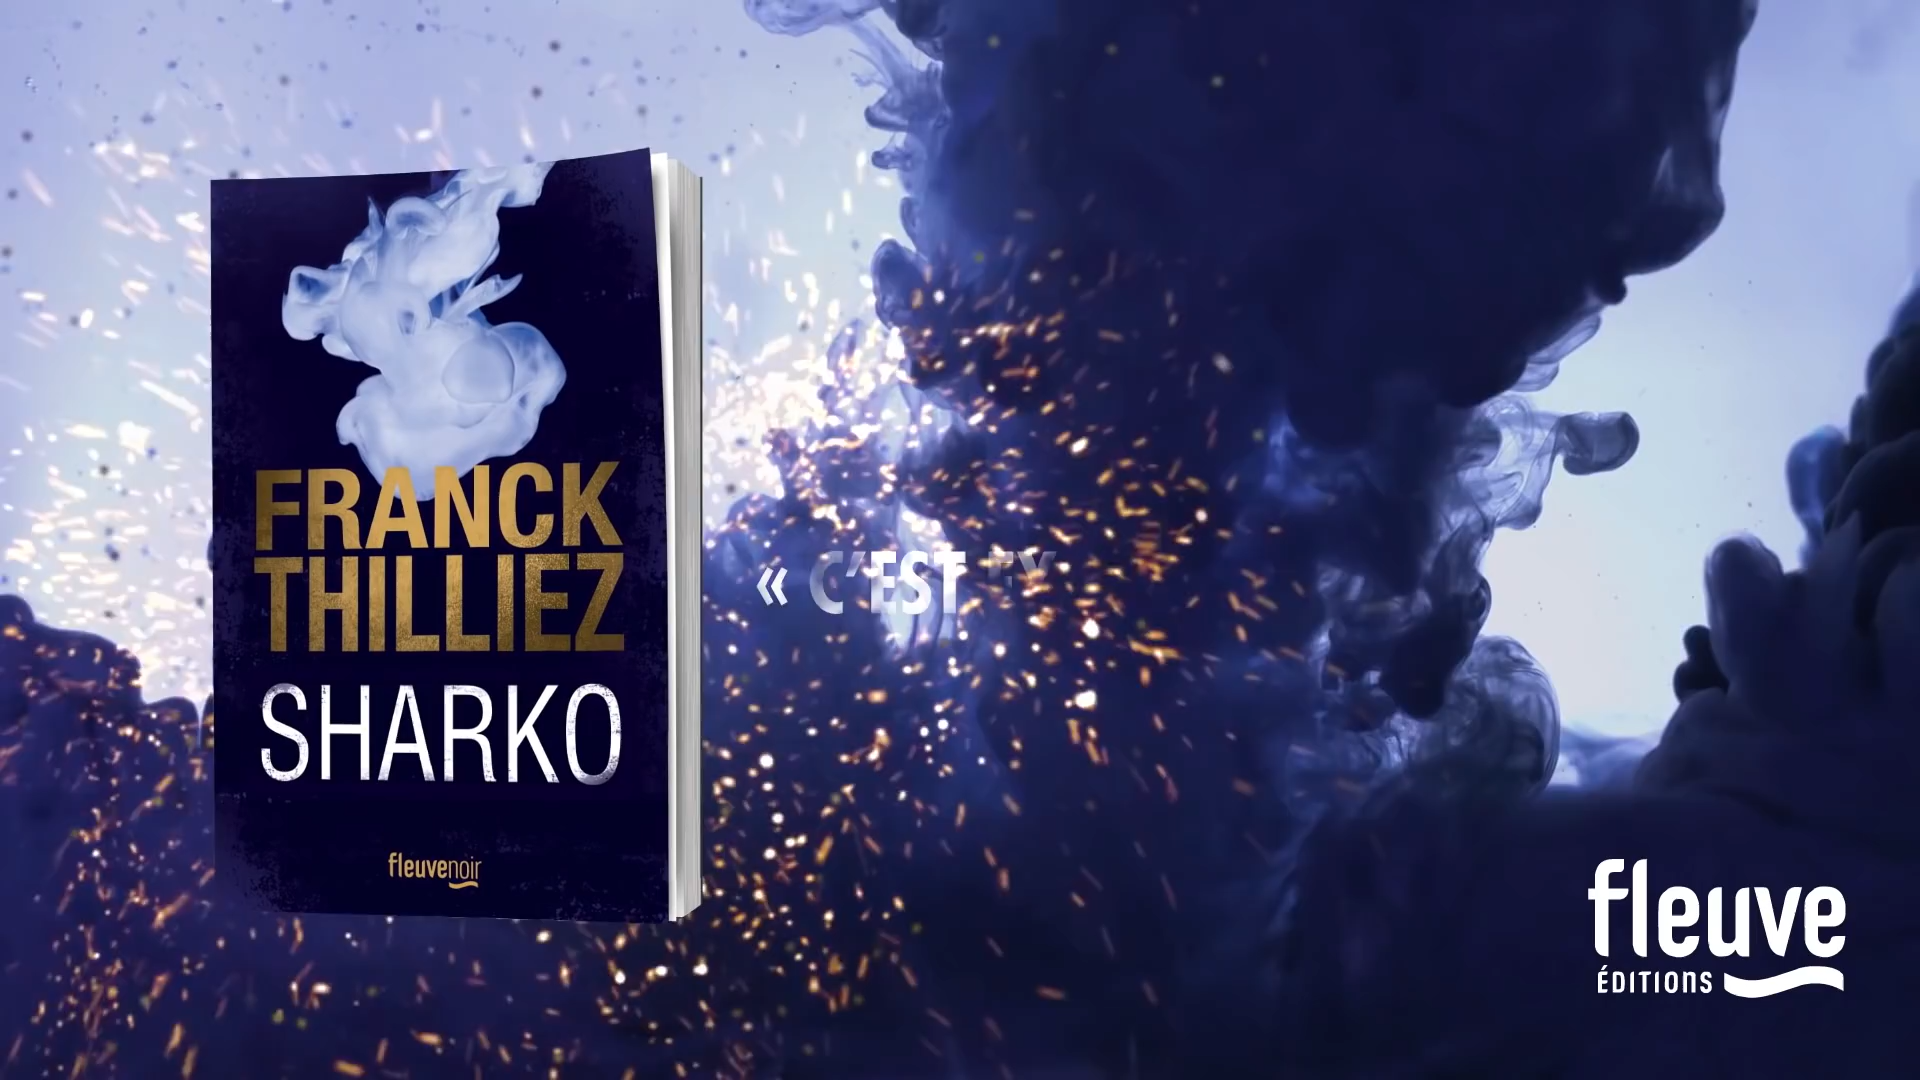 FRANCK
THILLIEZ
SHARKO
fleuvenoir
« C'EST
fleuve
ÉDITIONS